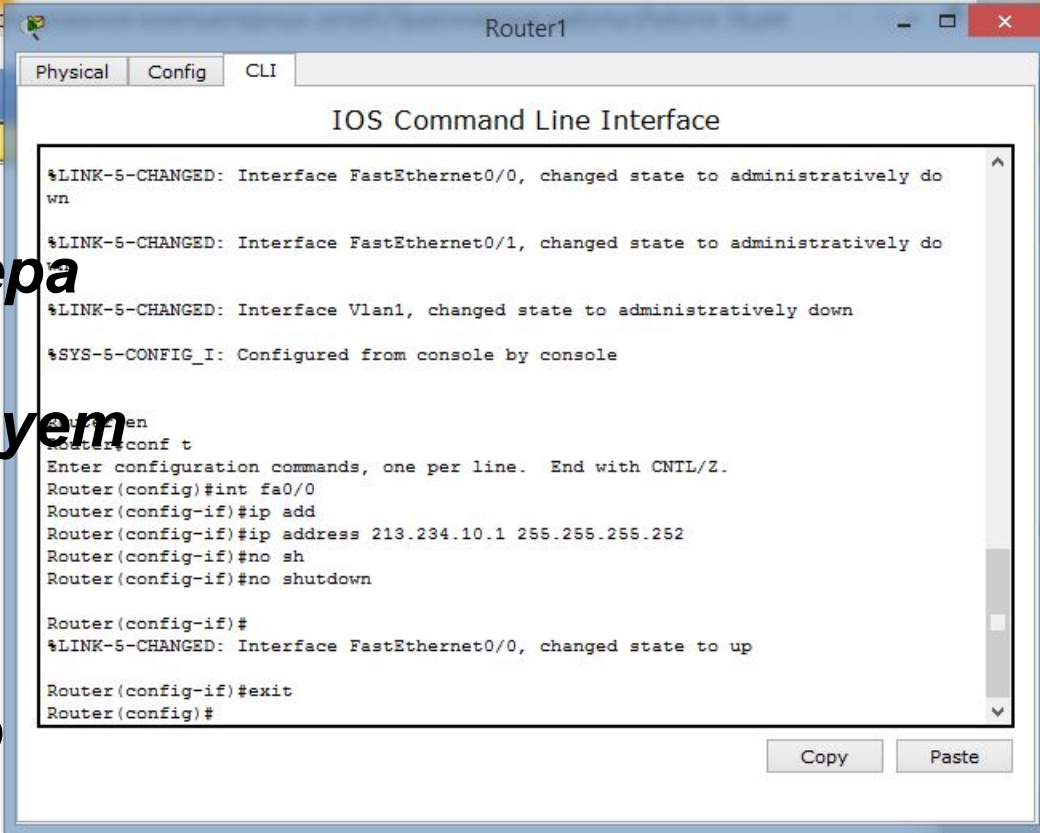 Router1
Physical Config CLI
IOS Command Line Interface
%LINK-5-CHANGED: Interface FastEthernet0/0, changed state to administratively do
wn
%LINK-5-CHANGED: Interface FastEthernet0/1, changed state to administratively do
ера
%LINK-5-CHANGED: Interface Vlan1, changed state to administratively down
%SYS-5-CONFIG_I: Configured from console by console
ует
Router>en
Router#conf t
Enter configuration commands, one per line. End with CNTL/Z.
Router(config)#int fa0/0
Router(config-if)#ip add
Router(config-if)#ip address 213.234.10.1 255.255.255.252
Router(config-if)#no sh
Router(config-if)#no shutdown
Router(config-if)#
%LINK-5-CHANGED: Interface FastEthernet0/0, changed state to up
Router(config-if)#exit
Router(config)#
Copy Paste